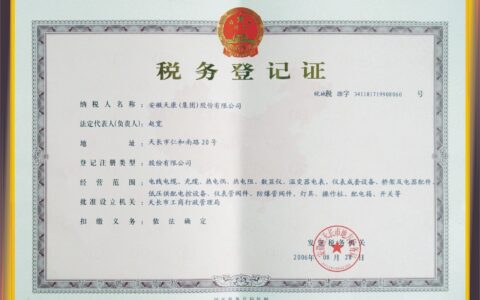 税务登记证
皖地税 滁字 341181719908060 号
纳税人名称：安徽天康(集团)股份有限公司
法定代表人(负责人)：赵宽
地址：天长市仁和南路20号
登记注册类型：股份有限公司
经营范围：电线电缆、光缆、热电偶、热电阻、数显仪、温变器电表、仪表成套设备、桥架及电器配件、
低压供配电控设备、仪表管阀件、防爆管阀件、灯具、操作柱、配电箱、开关等
批准设立机关：天长市工商行政管理局
扣缴义务：依法确定
发证税务机关
2006年 08月 28日